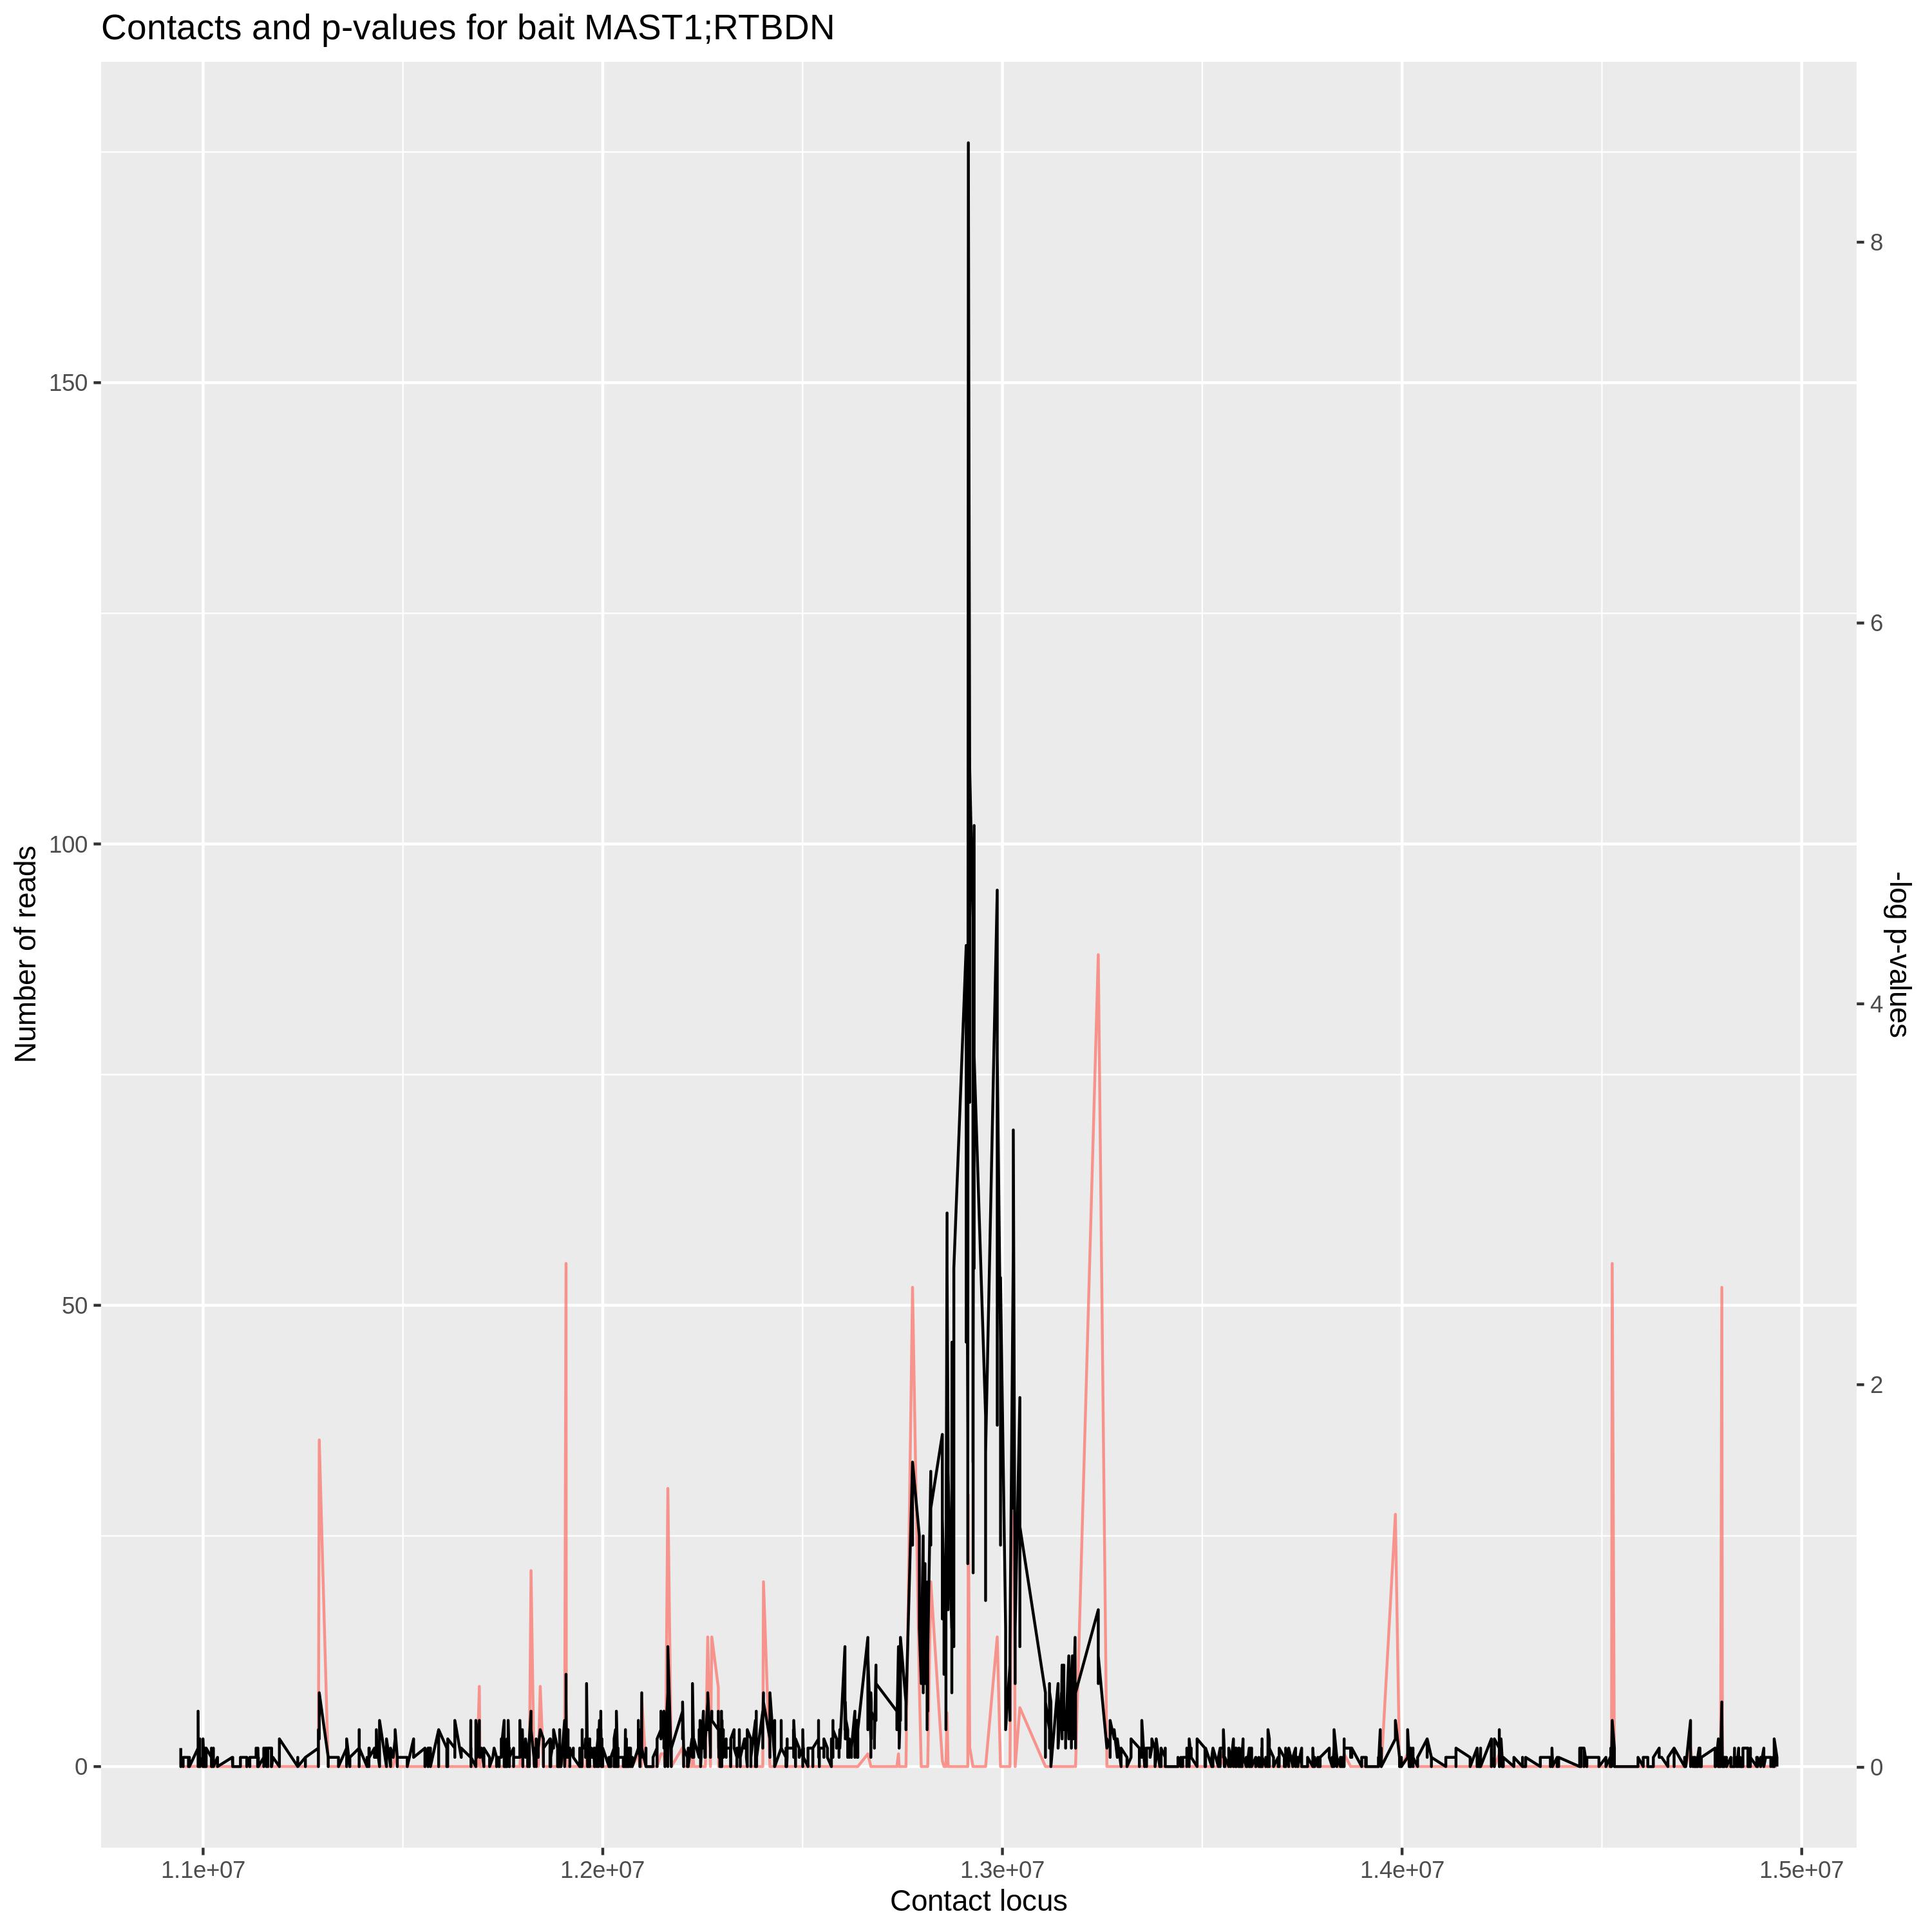 Contacts and p-values for bait MAST1;RTBDN
Number of reads
150
100
50
0
8
6
4
2
0
-log p-values
1.1e+07 1.2e+07 1.3e+07 1.4e+07 1.5e+07
Contact locus